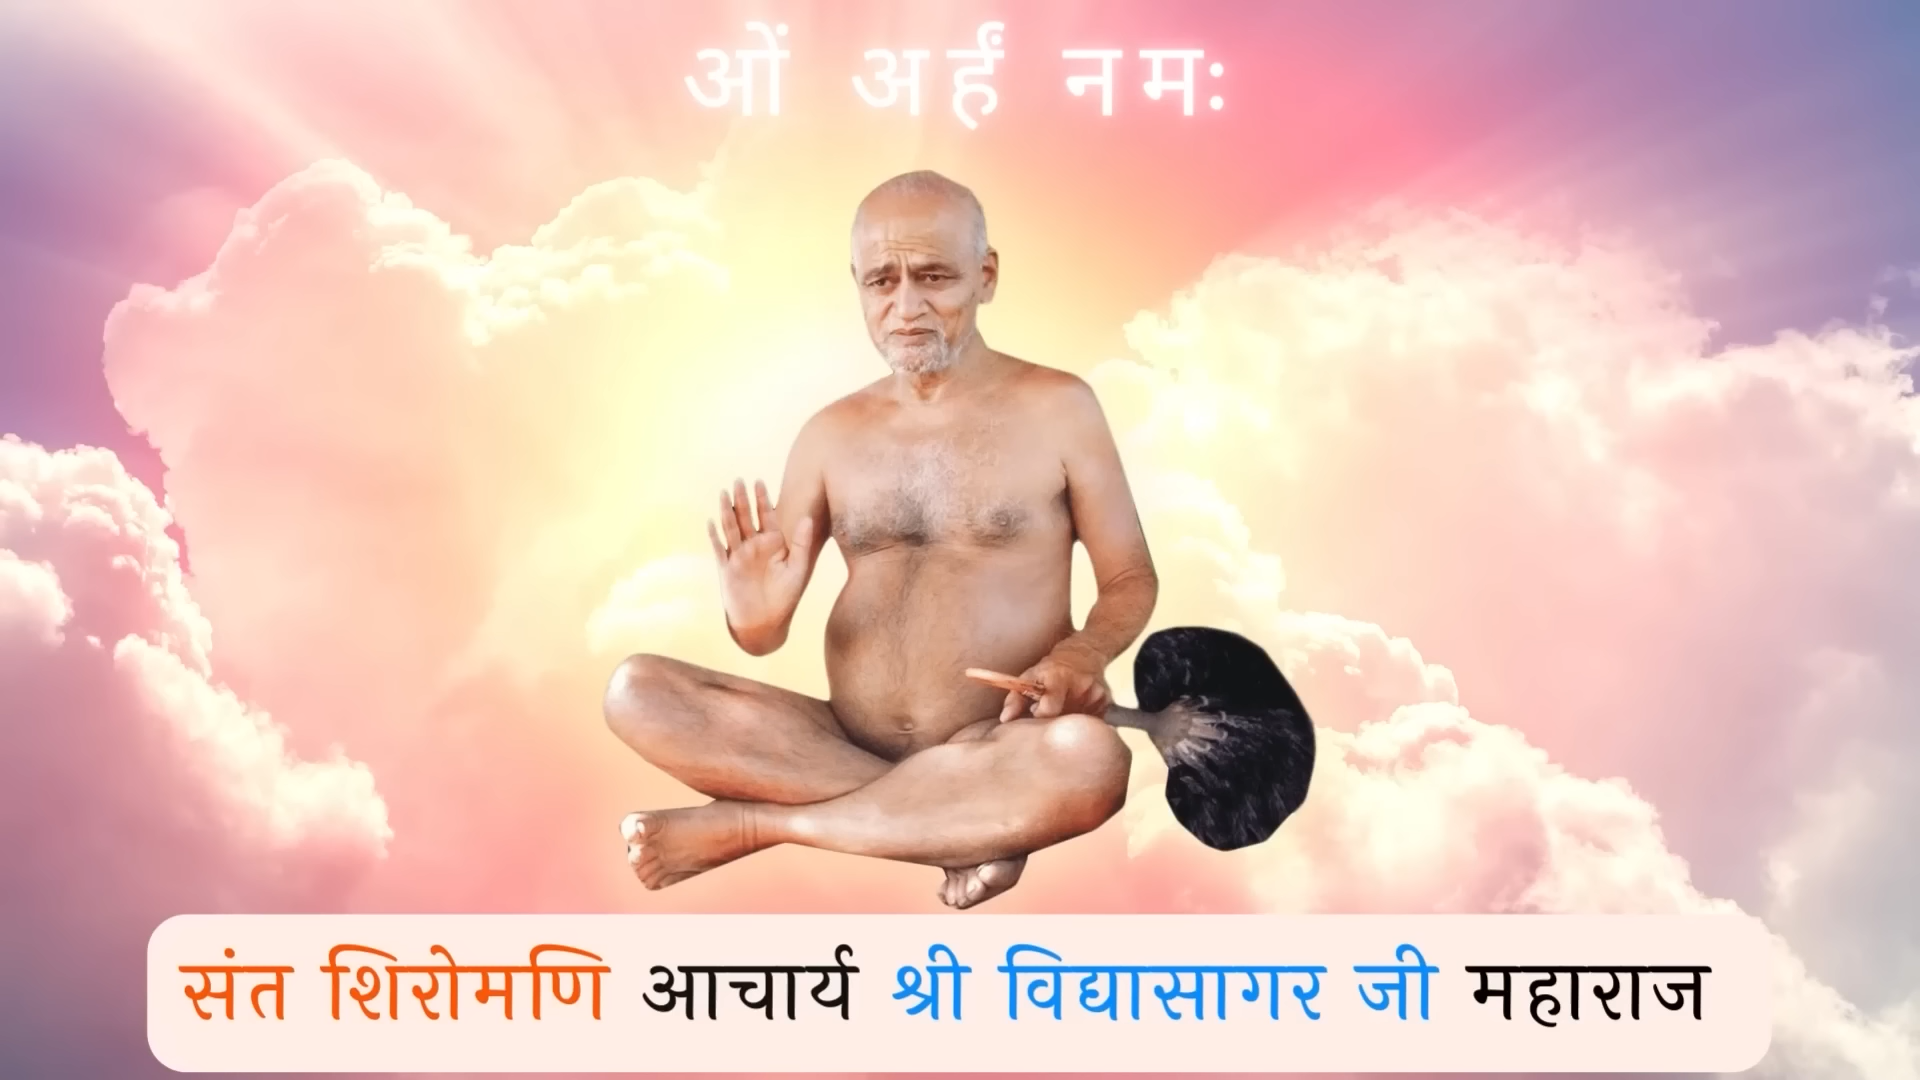 ओं अर्हं नमः
संत शिरोमणि आचार्य श्री विद्यासागर जी महाराज